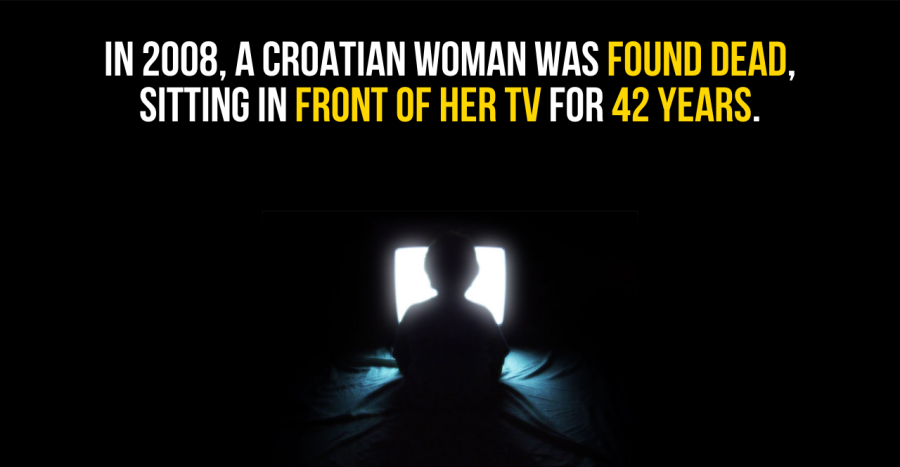 IN 2008, A CROATIAN WOMAN WAS FOUND DEAD,
SITTING IN FRONT OF HER TV FOR 42 YEARS.